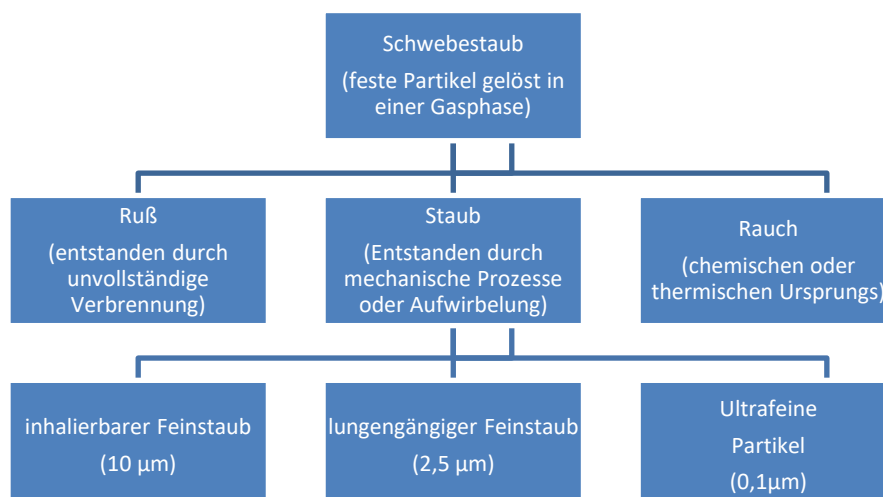 Schwebestaub
(feste Partikel gelöst in
einer Gasphase)
Ruß
(entstanden durch
unvollständige
Verbrennung)
Staub
(Entstanden durch
mechanische Prozesse
oder Aufwirbelung)
Rauch
(chemischen oder
thermischen Ursprungs)
inhalierbarer Feinstaub
(10 µm)
lungengängiger Feinstaub
(2,5 µm)
Ultrafeine
Partikel
(0,1µm)